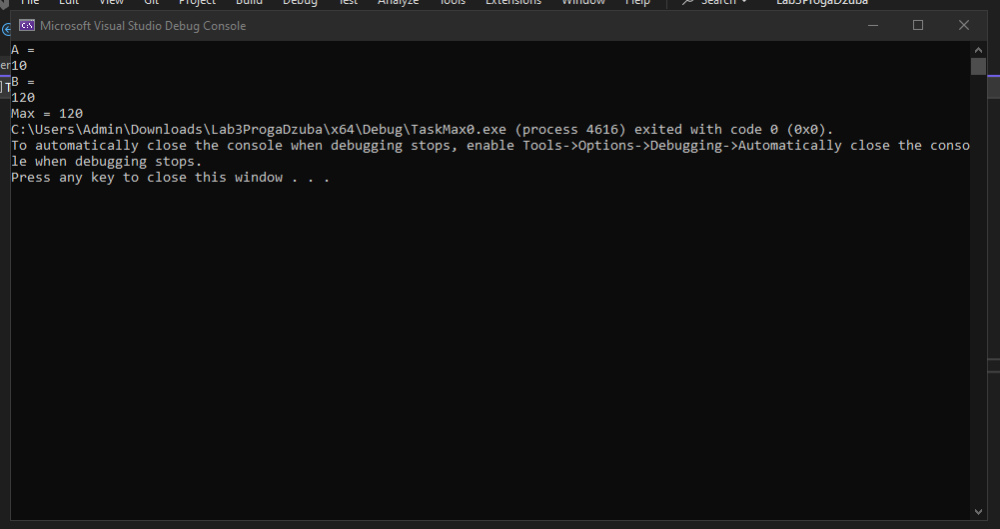 File Edit View Git Project Build Debug Test Analyze Tools Extensions Window Help Search Lab3ProgaDzuba
Microsoft Visual Studio Debug Console
A =
10
B =
120
Max = 120
C:\Users\Admin\Downloads\Lab3ProgaDzuba\x64\Debug\TaskMax0.exe (process 4616) exited with code 0 (0x0).
To automatically close the console when debugging stops, enable Tools->Options->Debugging->Automatically close the conso
le when debugging stops.
Press any key to close this window . . .